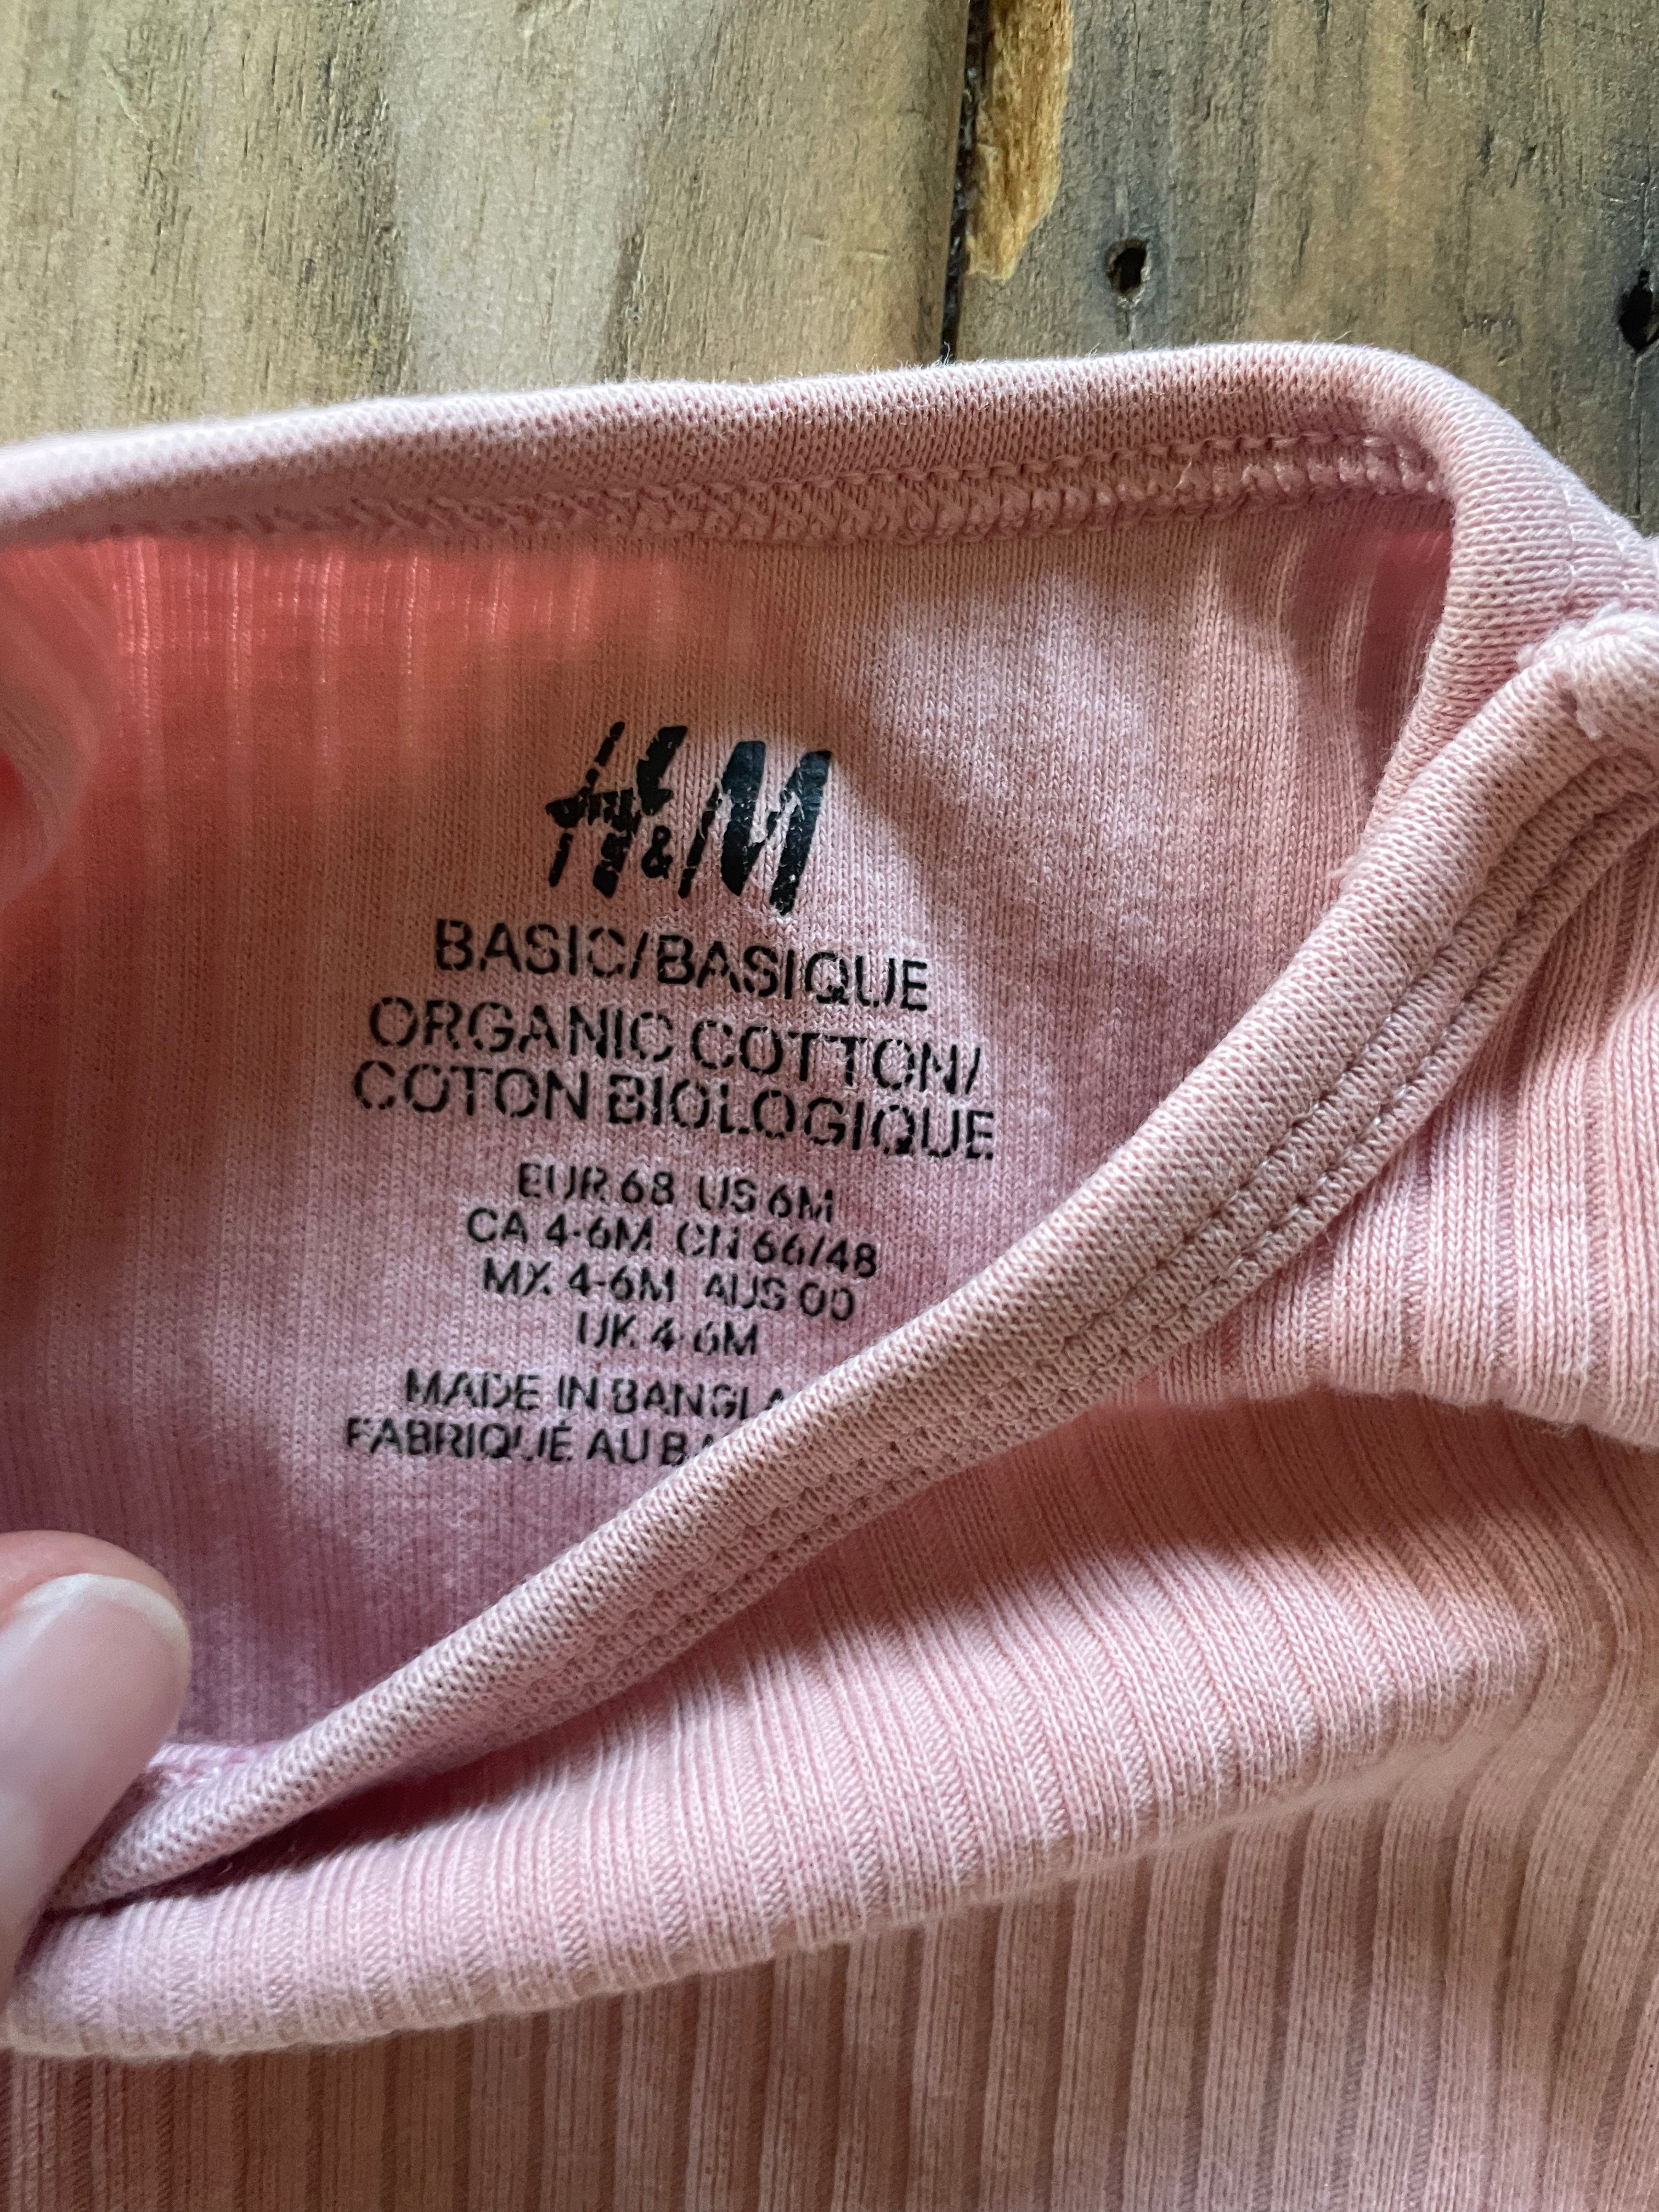 H&M
BASIC/BASIQUE
ORGANIC COTTON/
COTON BIOLOGIQUE
EUR 68 US 6M
CA 4-6M CN 66/48
MX 4-6M AUS 00
UK 4-6M
MADE IN BANGLA
FABRIQUÉ AU BA